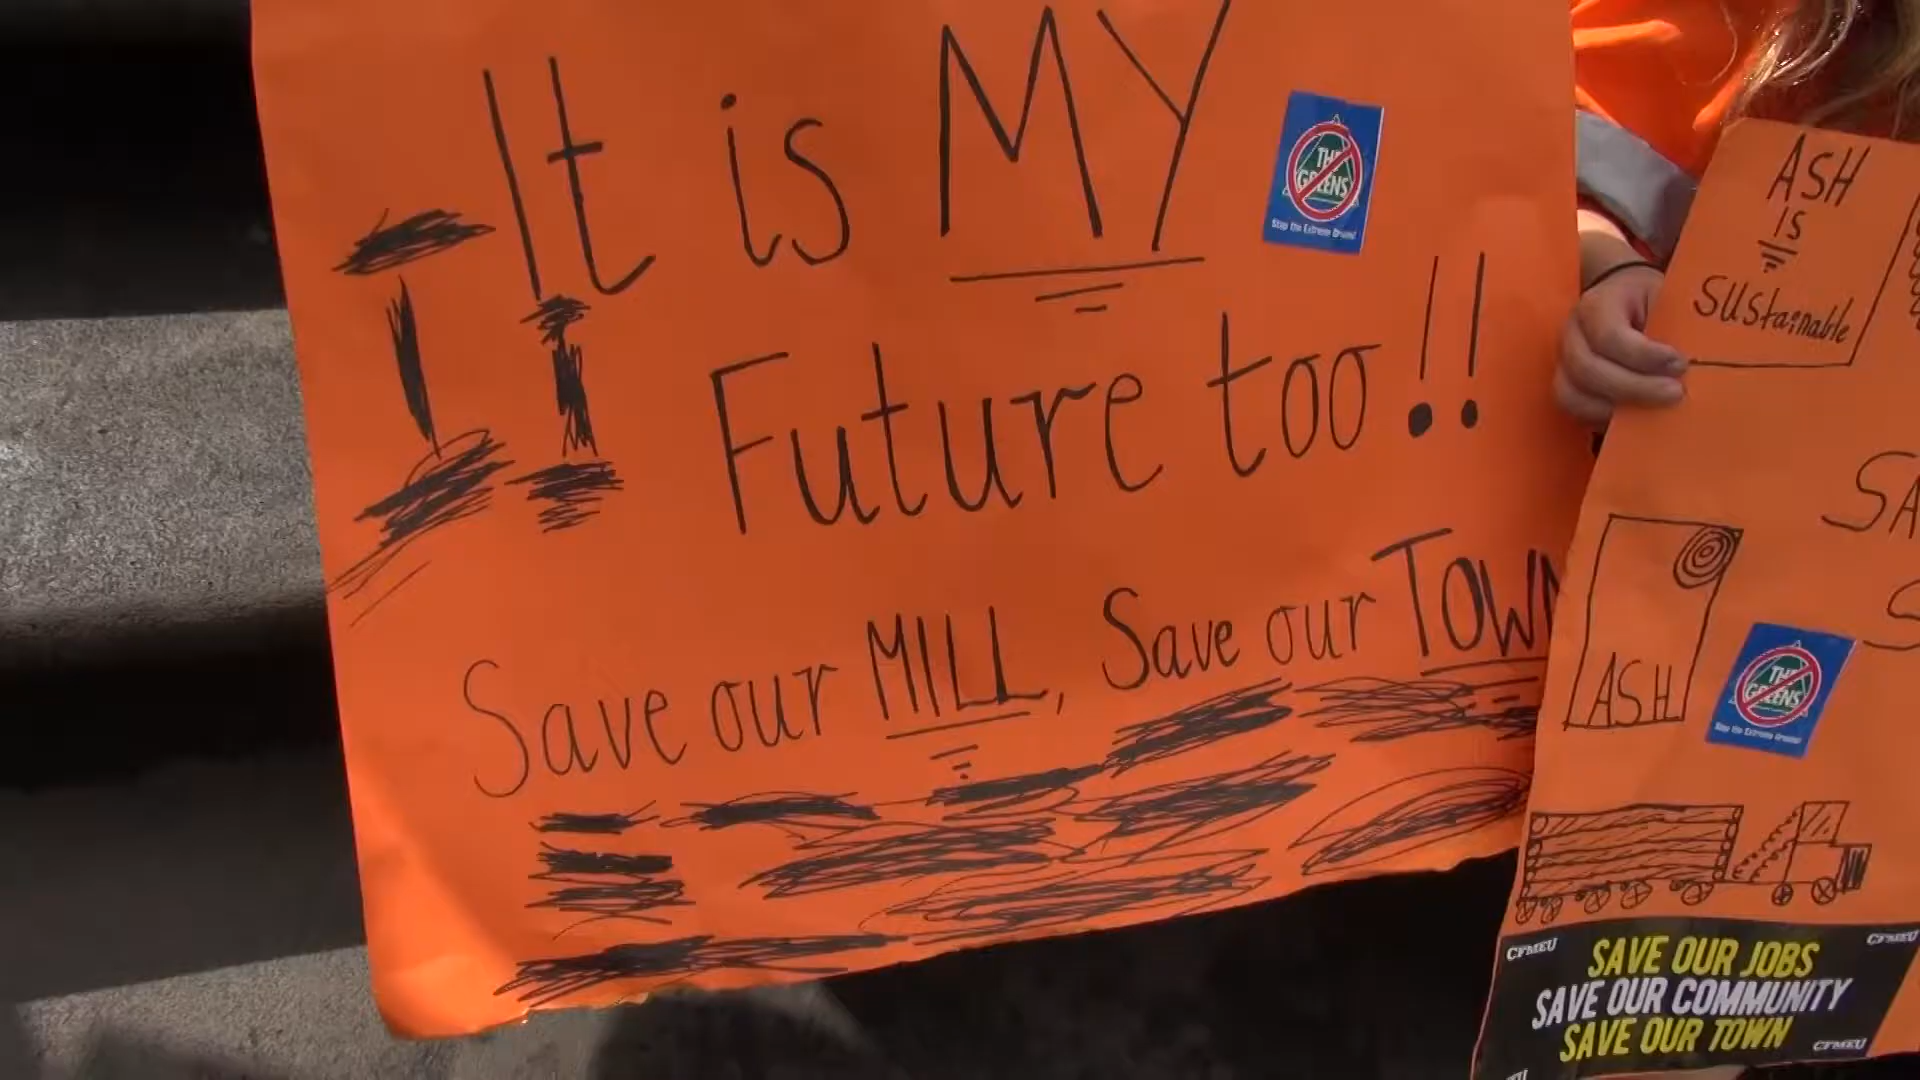 It is MY
Future too!!
Save our MILL, Save our TOWN
THE
GREENS
Stop the Extreme Greens!
ASH
IS
SUStainable
SA
S
ASH
THE
GREENS
Stop the Extreme Greens!
CFMEU
CFMEU
SAVE OUR JOBS
SAVE OUR COMMUNITY
SAVE OUR TOWN
CFMEU